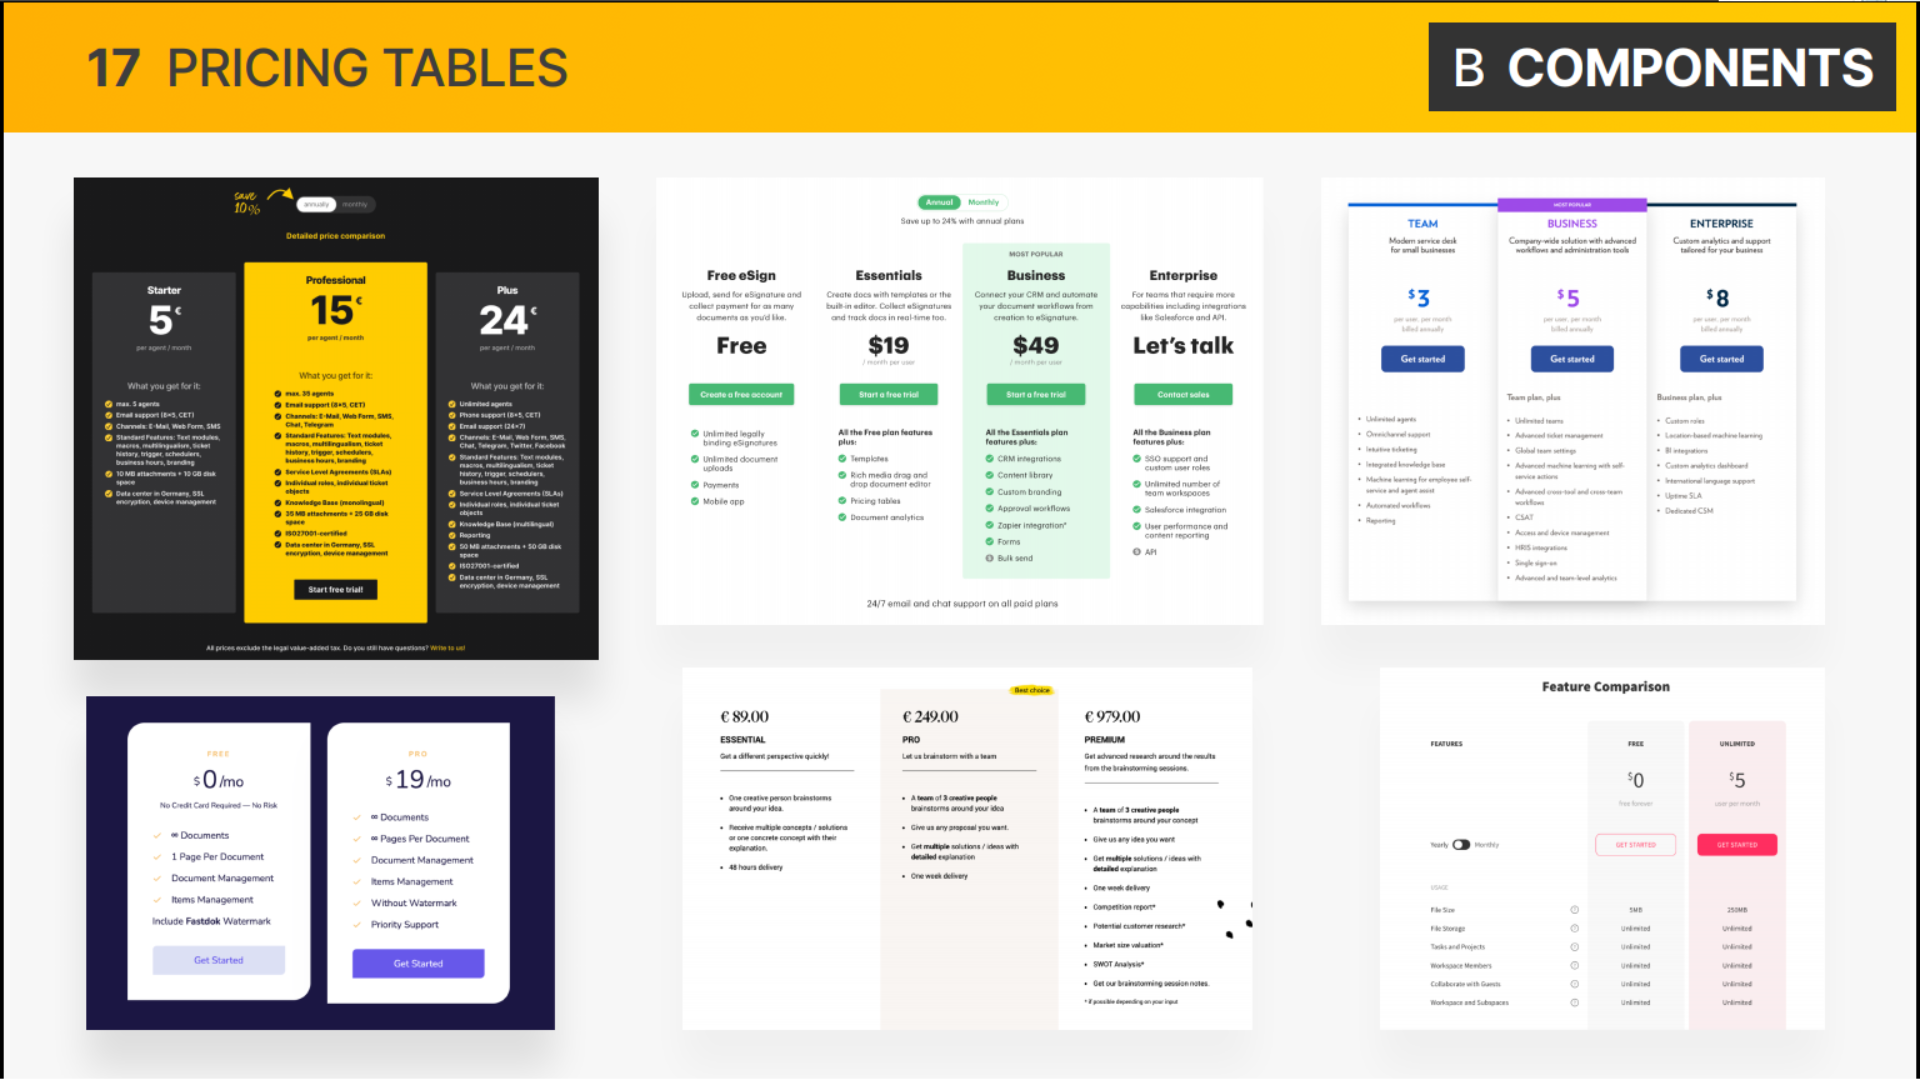 17 PRICING TABLES
B COMPONENTS
save
10%
annually monthly
Detailed price comparison
Starter
5€
per agent / month
What you get for it:
max. 5 agents
Email support (8×5, CET)
Channels: E-Mail, Web Form, SMS
Standard Features: Text modules,
macros, multilingualism, ticket
history, trigger, schedulers,
business hours, branding
10 MB attachments + 10 GB disk
space
Data center in Germany, SSL
encryption, device management
Professional
15€
per agent / month
What you get for it:
max. 35 agents
Email support (8×5, CET)
Channels: E-Mail, Web Form, SMS,
Chat, Telegram
Standard Features: Text modules,
macros, multilingualism, ticket
history, trigger, schedulers,
business hours, branding
Service Level Agreements (SLAs)
Individual roles, individual ticket
objects
Knowledge Base (monolingual)
35 MB attachments + 25 GB disk
space
ISO27001-certified
Data center in Germany, SSL
encryption, device management
Start free trial!
Plus
24€
per agent / month
What you get for it:
Unlimited agents
Phone support (8×5, CET)
Email support (24×7)
Channels: E-Mail, Web Form, SMS,
Chat, Telegram, Twitter, Facebook
Standard Features: Text modules,
macros, multilingualism, ticket
history, trigger, schedulers,
business hours, branding
Service Level Agreements (SLAs)
Individual roles, individual ticket
objects
Knowledge Base (multilingual)
Reporting
50 MB attachments + 50 GB disk
space
ISO27001-certified
Data center in Germany, SSL
encryption, device management
All prices exclude the legal value-added tax. Do you still have questions? Write to us!
Annual Monthly
Save up to 24% with annual plans
Free eSign
Upload, send for eSignature and
collect payment for as many
documents as you'd like.
Free
Create a free account
Unlimited legally
binding eSignatures
Unlimited document
uploads
Payments
Mobile app
Essentials
Create docs with templates or the
built-in editor. Collect eSignatures
and track docs in real-time too.
$19
/ month per user
Start a free trial
All the Free plan features
plus:
Templates
Rich media drag and
drop document editor
Pricing tables
Document analytics
MOST POPULAR
Business
Connect your CRM and automate
your document workflows from
creation to eSignature.
$49
/ month per user
Start a free trial
All the Essentials plan
features plus:
CRM integrations
Content library
Custom branding
Approval workflows
Zapier integration*
Forms
Bulk send
Enterprise
For teams that require more
capabilities including integrations
like Salesforce and API.
Let's talk
Contact sales
All the Business plan
features plus:
SSO support and
custom user roles
Unlimited number of
team workspaces
Salesforce integration
User performance and
content reporting
API
24/7 email and chat support on all paid plans
TEAM
Modern service desk
for small businesses
$3
per user, per month
billed annually
Get started
• Unlimited agents
• Omnichannel support
• Intuitive ticketing
• Integrated knowledge base
• Machine learning for employee self-
service and agent assist
• Automated workflows
• Reporting
MOST POPULAR
BUSINESS
Company-wide solution with advanced
workflows and administration tools
$5
per user, per month
billed annually
Get started
Team plan, plus
• Unlimited teams
• Advanced ticket management
• Global team settings
• Advanced machine learning with self-
service actions
• Advanced cross-tool and cross-team
workflows
• CSAT
• Access and device management
• HRIS integrations
• Single sign-on
• Advanced and team-level analytics
ENTERPRISE
Custom analytics and support
tailored for your business
$8
per user, per month
billed annually
Get started
Business plan, plus
• Custom roles
• Location-based machine learning
• BI integrations
• Custom analytics dashboard
• International language support
• Uptime SLA
• Dedicated CSM
FREE
$0/mo
No Credit Card Required — No Risk
∞ Documents
1 Page Per Document
Document Management
Items Management
Include Fastdok Watermark
Get Started
PRO
$19/mo
∞ Documents
∞ Pages Per Document
Document Management
Items Management
Without Watermark
Priority Support
Get Started
€ 89.00
ESSENTIAL
Get a different perspective quickly!
• One creative person brainstorms
around your idea.
• Receive multiple concepts / solutions
or one concrete concept with their
explanation.
• 48 hours delivery
Best choice
€ 249.00
PRO
Let us brainstorm with a team
• A team of 3 creative people
brainstorms around your idea
• Give us any proposal you want.
• Get multiple solutions / ideas with
detailed explanation
• One week delivery
€ 979.00
PREMIUM
Get advanced research around the results
from the brainstorming sessions.
• A team of 3 creative people
brainstorms around your concept
• Give us any idea you want
• Get multiple solutions / ideas with
detailed explanation
• One week delivery
• Competition report*
• Potential customer research*
• Market size valuation*
• SWOT Analysis*
• Get our brainstorming session notes.
* if possible depending on your input
Feature Comparison
FEATURES FREE UNLIMITED
$0 $5
free forever user per month
Yearly Monthly GET STARTED GET STARTED
USAGE
File Size 5MB 250MB
File Storage Unlimited Unlimited
Tasks and Projects Unlimited Unlimited
Workspace Members Unlimited Unlimited
Collaborate with Guests Unlimited Unlimited
Workspace and Subspaces Unlimited Unlimited